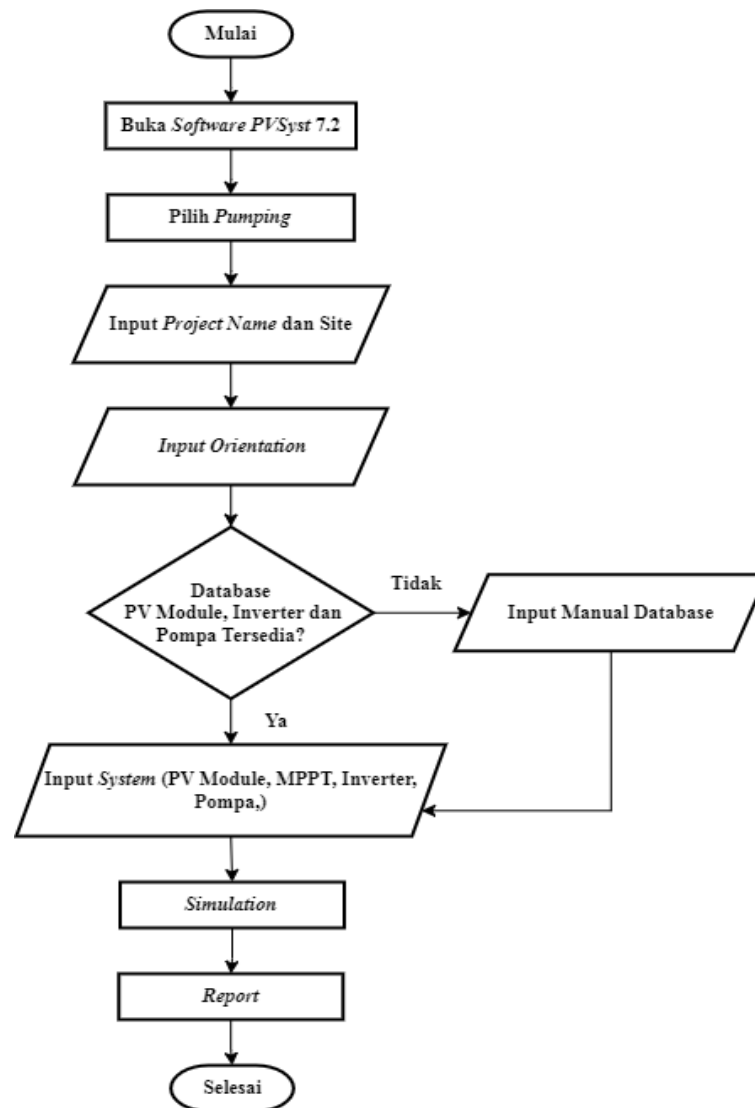 Mulai
Buka Software PVSyst 7.2
Pilih Pumping
Input Project Name dan Site
Input Orientation
Database
PV Module, Inverter dan
Pompa Tersedia?
Tidak
Input Manual Database
Ya
Input System (PV Module, MPPT, Inverter,
Pompa,)
Simulation
Report
Selesai